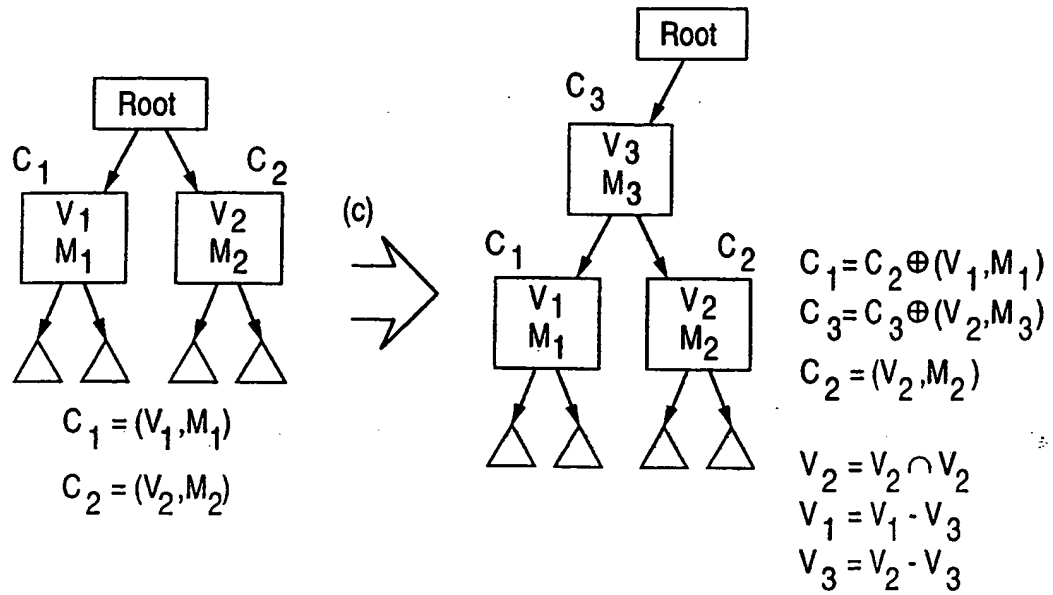 Root
C1
C2
V1
M1
V2
M2
C1 = (V1,M1)
C2 = (V2,M2)
(c)
Root
C3
V3
M3
C1
C2
V1
M1
V2
M2
C1 = C2 ⊕ (V1,M1)
C3 = C3 ⊕ (V2,M3)
C2 = (V2,M2)
V2 = V2 ∩ V2
V1 = V1 - V3
V3 = V2 - V3